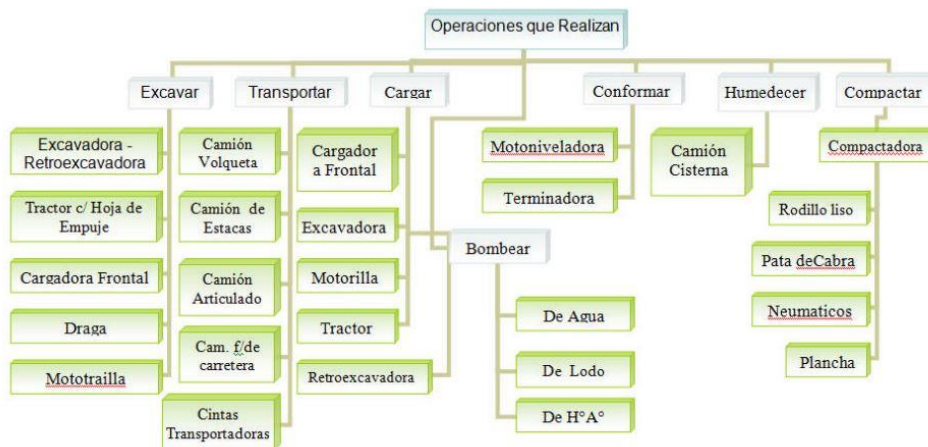 Operaciones que Realizan
Excavar
Transportar
Cargar
Conformar
Humedecer
Compactar
Excavadora -
Retroexcavadora
Tractor c/ Hoja de
Empuje
Cargadora Frontal
Draga
Mototrailla
Camión
Volqueta
Camión de
Estacas
Camión
Articulado
Cam. f/de
carretera
Cintas
Transportadoras
Cargador
a Frontal
Excavadora
Motorilla
Tractor
Retroexcavadora
Bombear
De Agua
De Lodo
De H°A°
Motoniveladora
Terminadora
Camión
Cisterna
Compactadora
Rodillo liso
Pata deCabra
Neumaticos
Plancha